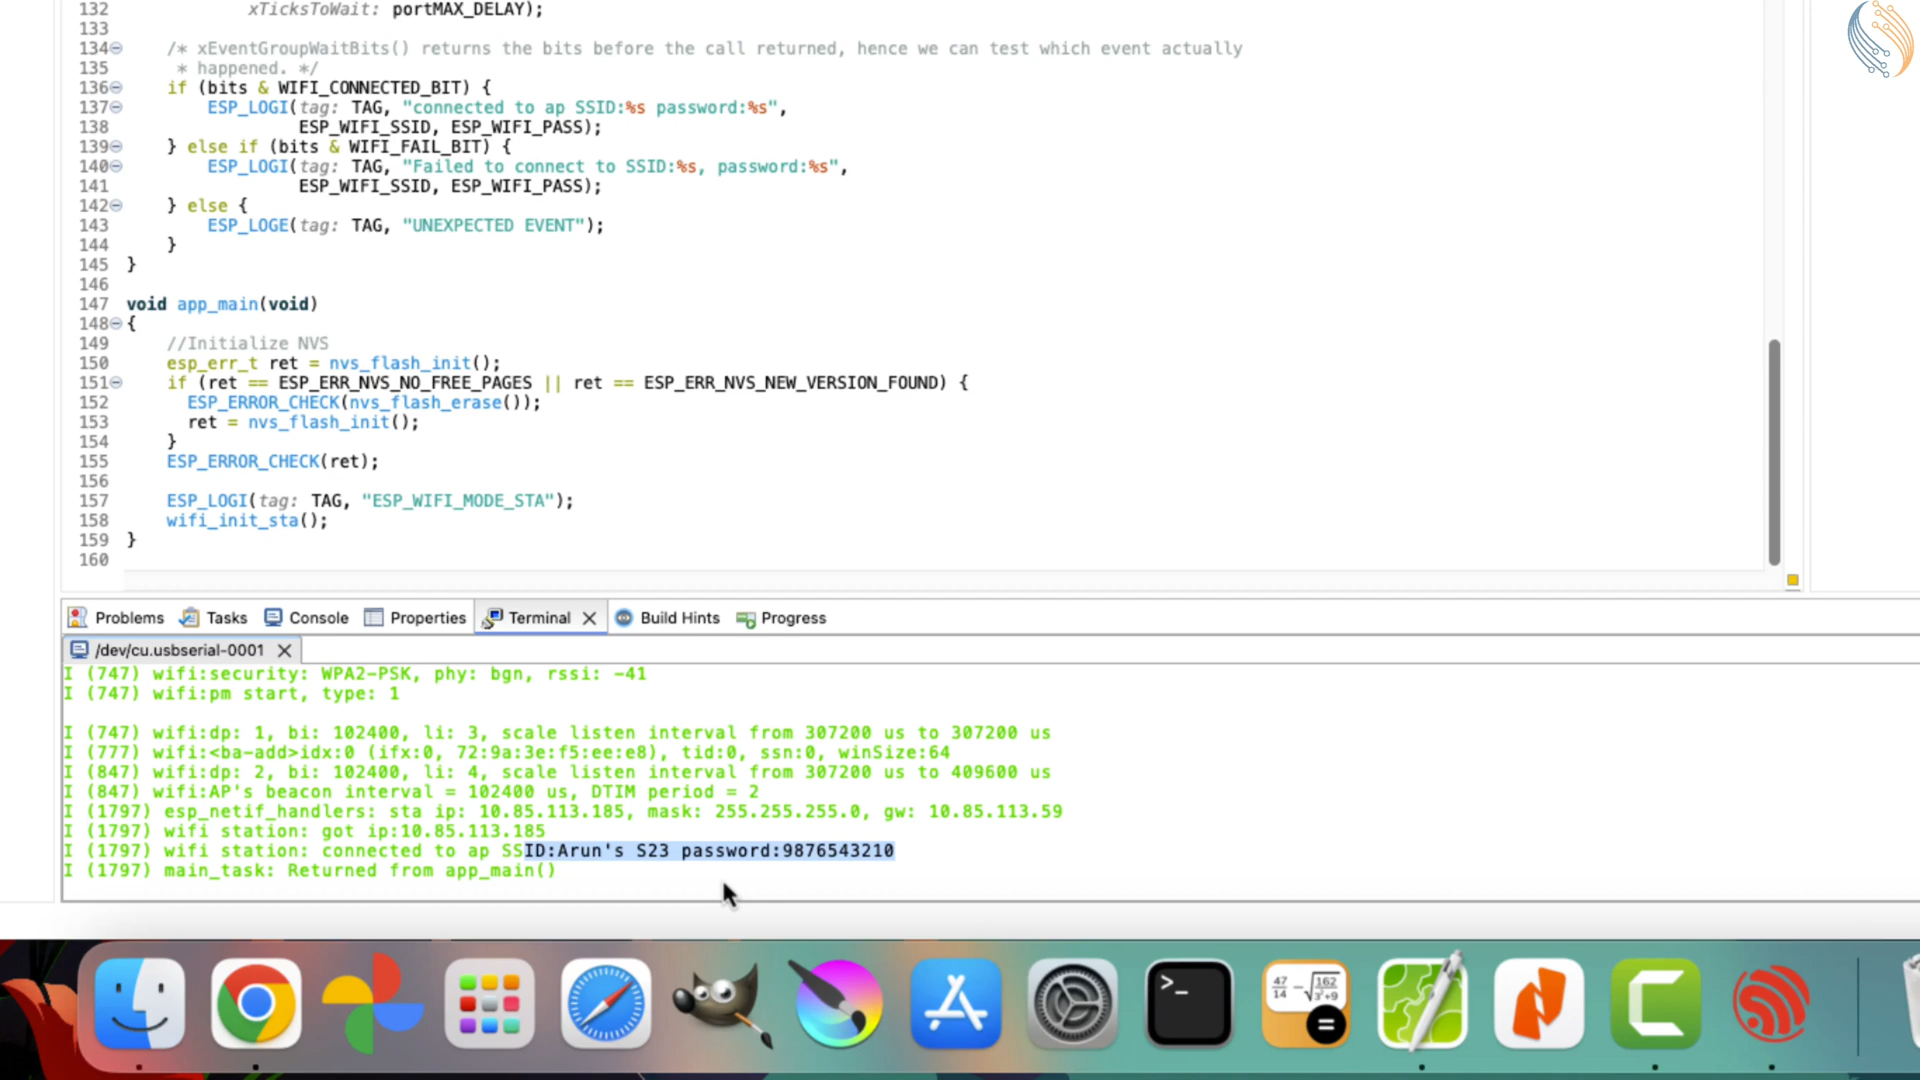 132 xTicksToWait: portMAX_DELAY);
133
134 /* xEventGroupWaitBits() returns the bits before the call returned, hence we can test which event actually
135 * happened. */
136 if (bits & WIFI_CONNECTED_BIT) {
137 ESP_LOGI(tag: TAG, "connected to ap SSID:%s password:%s",
138 ESP_WIFI_SSID, ESP_WIFI_PASS);
139 } else if (bits & WIFI_FAIL_BIT) {
140 ESP_LOGI(tag: TAG, "Failed to connect to SSID:%s, password:%s",
141 ESP_WIFI_SSID, ESP_WIFI_PASS);
142 } else {
143 ESP_LOGE(tag: TAG, "UNEXPECTED EVENT");
144 }
145 }
146
147 void app_main(void)
148 {
149 //Initialize NVS
150 esp_err_t ret = nvs_flash_init();
151 if (ret == ESP_ERR_NVS_NO_FREE_PAGES || ret == ESP_ERR_NVS_NEW_VERSION_FOUND) {
152 ESP_ERROR_CHECK(nvs_flash_erase());
153 ret = nvs_flash_init();
154 }
155 ESP_ERROR_CHECK(ret);
156
157 ESP_LOGI(tag: TAG, "ESP_WIFI_MODE_STA");
158 wifi_init_sta();
159 }
160
Problems Tasks Console Properties Terminal Build Hints Progress
/dev/cu.usbserial-0001
I (747) wifi:security: WPA2-PSK, phy: bgn, rssi: -41
I (747) wifi:pm start, type: 1
I (747) wifi:dp: 1, bi: 102400, li: 3, scale listen interval from 307200 us to 307200 us
I (777) wifi:<ba-add>idx:0 (ifx:0, 72:9a:3e:f5:ee:e8), tid:0, ssn:0, winSize:64
I (847) wifi:dp: 2, bi: 102400, li: 4, scale listen interval from 307200 us to 409600 us
I (847) wifi:AP's beacon interval = 102400 us, DTIM period = 2
I (1797) esp_netif_handlers: sta ip: 10.85.113.185, mask: 255.255.255.0, gw: 10.85.113.59
I (1797) wifi station: got ip:10.85.113.185
I (1797) wifi station: connected to ap SSID:Arun's S23 password:9876543210
I (1797) main_task: Returned from app_main()